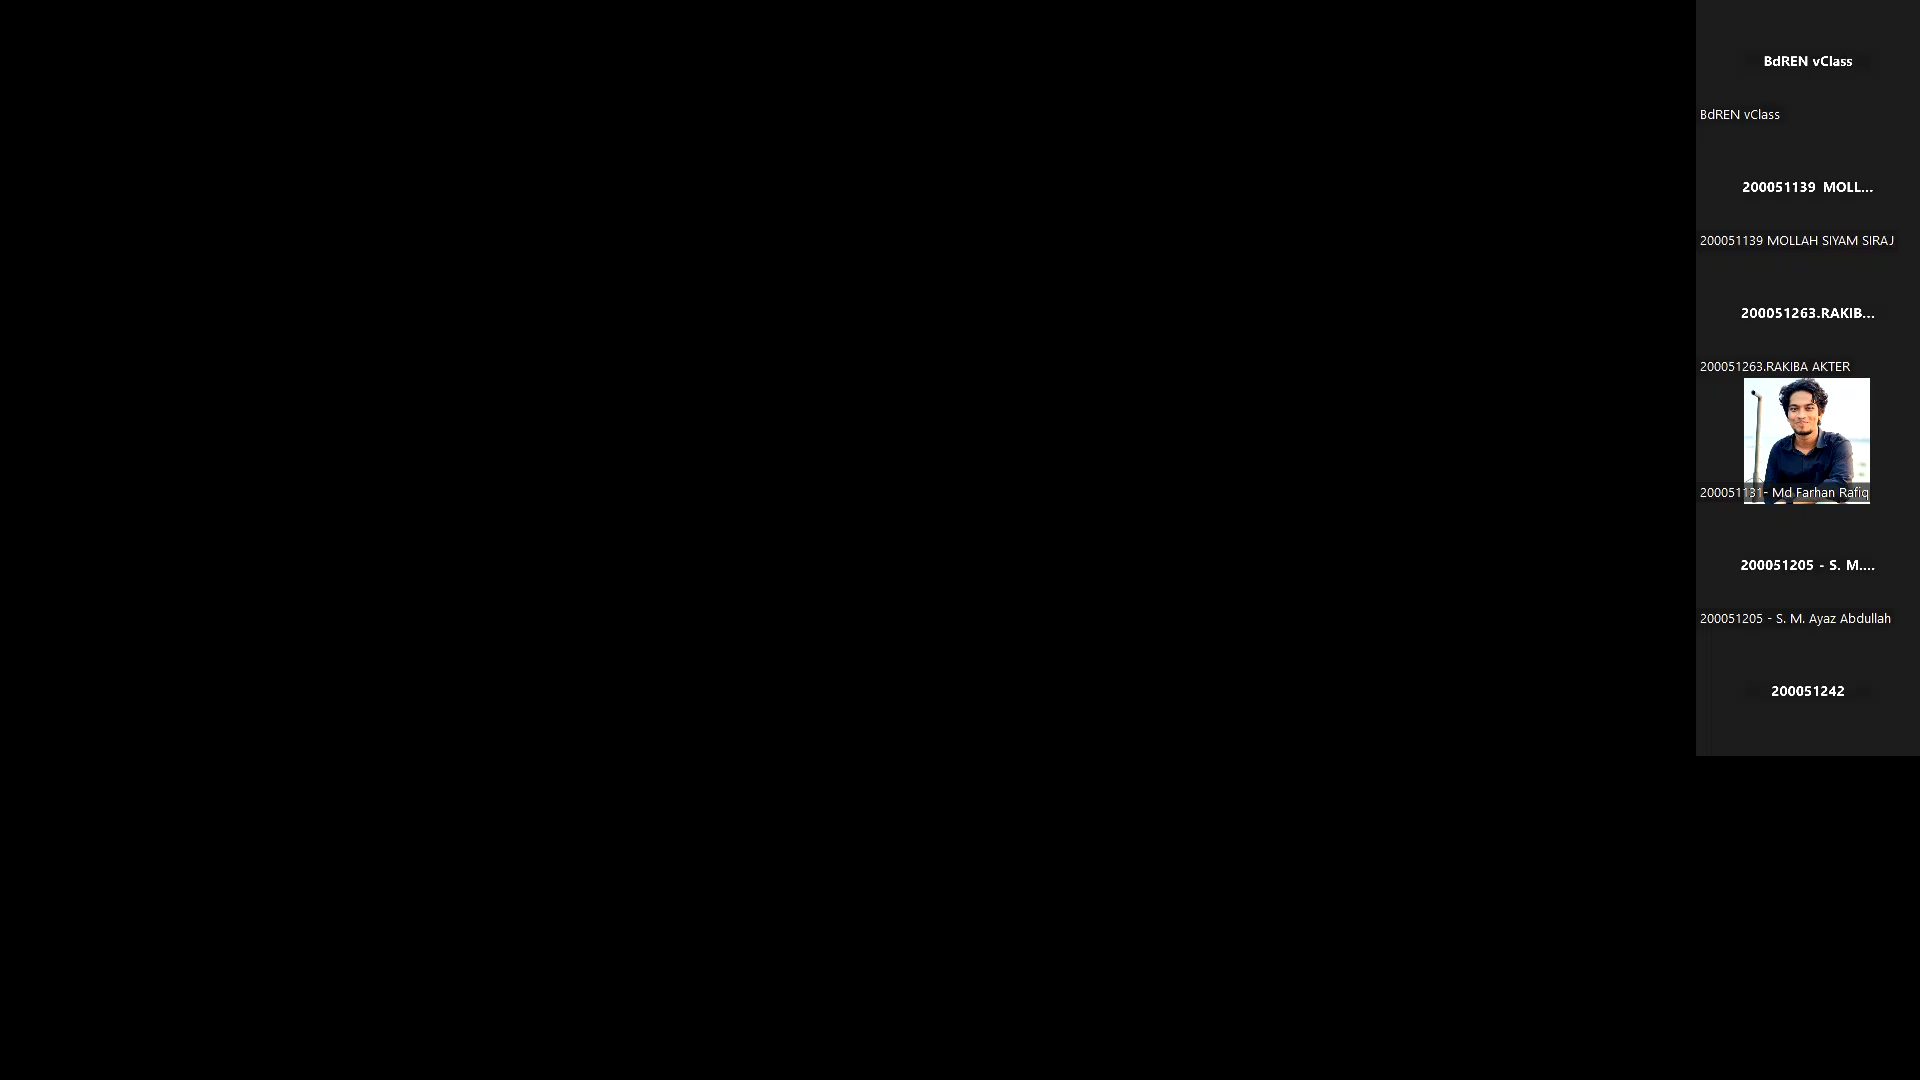 BdREN vClass
BdREN vClass
200051139 MOLL...
200051139 MOLLAH SIYAM SIRAJ
200051263.RAKIB...
200051263.RAKIBA AKTER
200051131- Md Farhan Rafiq
200051205 - S. M....
200051205 - S. M. Ayaz Abdullah
200051242